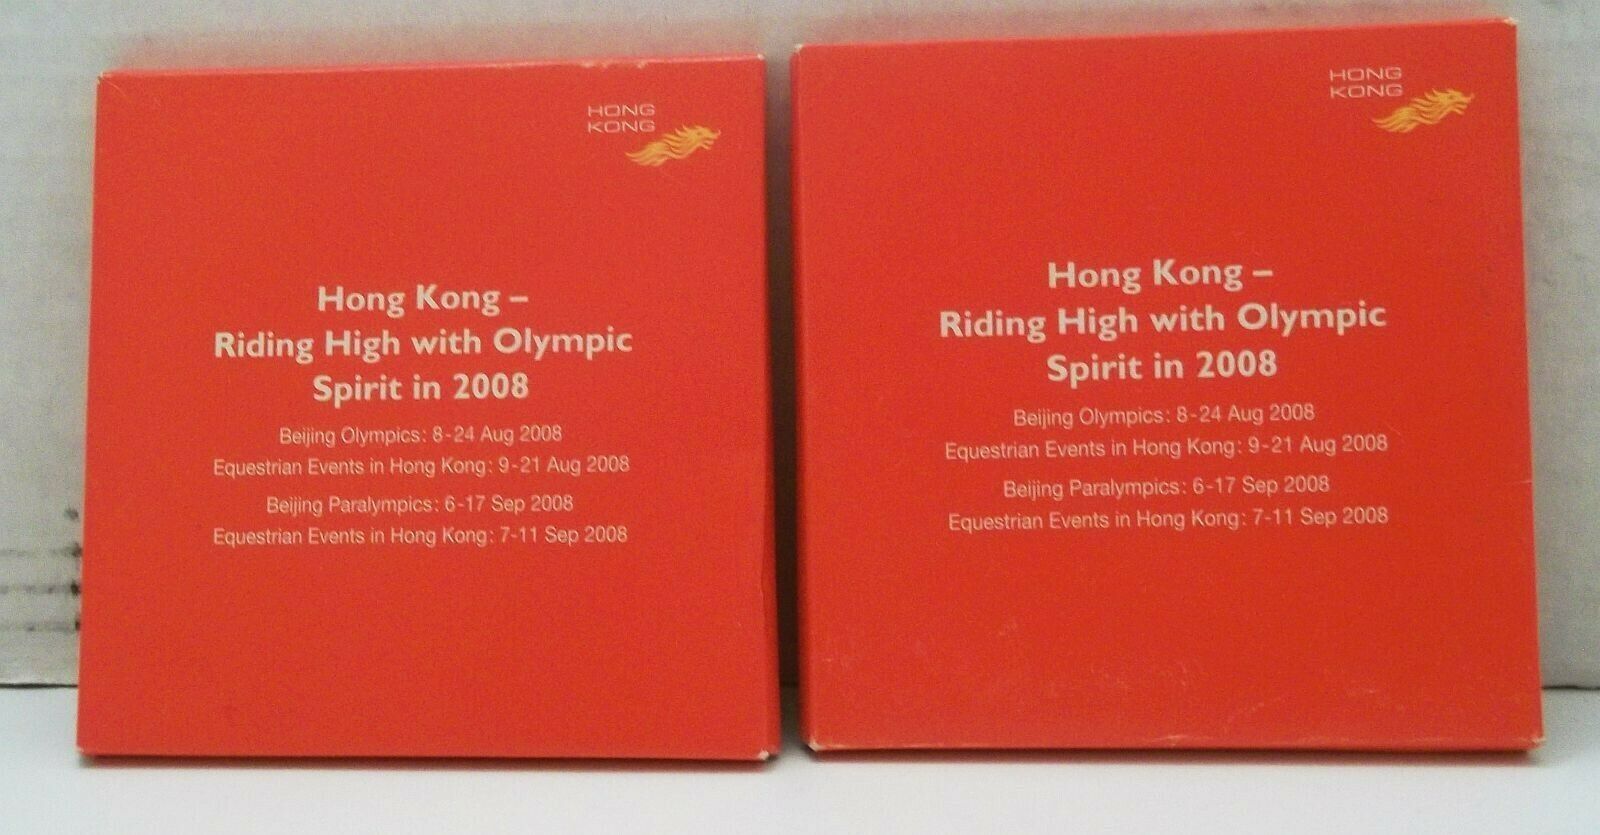 HONG
KONG
Hong Kong –
Riding High with Olympic
Spirit in 2008
Beijing Olympics: 8-24 Aug 2008
Equestrian Events in Hong Kong: 9-21 Aug 2008
Beijing Paralympics: 6-17 Sep 2008
Equestrian Events in Hong Kong: 7-11 Sep 2008
HONG
KONG
Hong Kong –
Riding High with Olympic
Spirit in 2008
Beijing Olympics: 8-24 Aug 2008
Equestrian Events in Hong Kong: 9-21 Aug 2008
Beijing Paralympics: 6-17 Sep 2008
Equestrian Events in Hong Kong: 7-11 Sep 2008